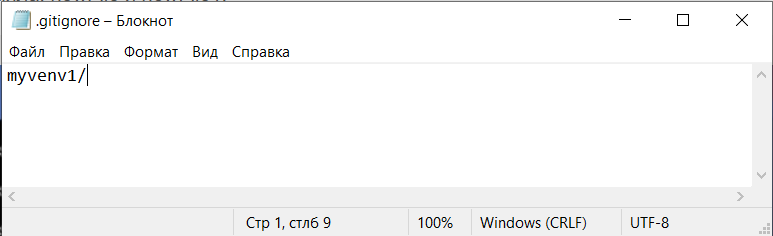 .gitignore – Блокнот
Файл Правка Формат Вид Справка
myvenv1/
Стр 1, стлб 9 100% Windows (CRLF) UTF-8